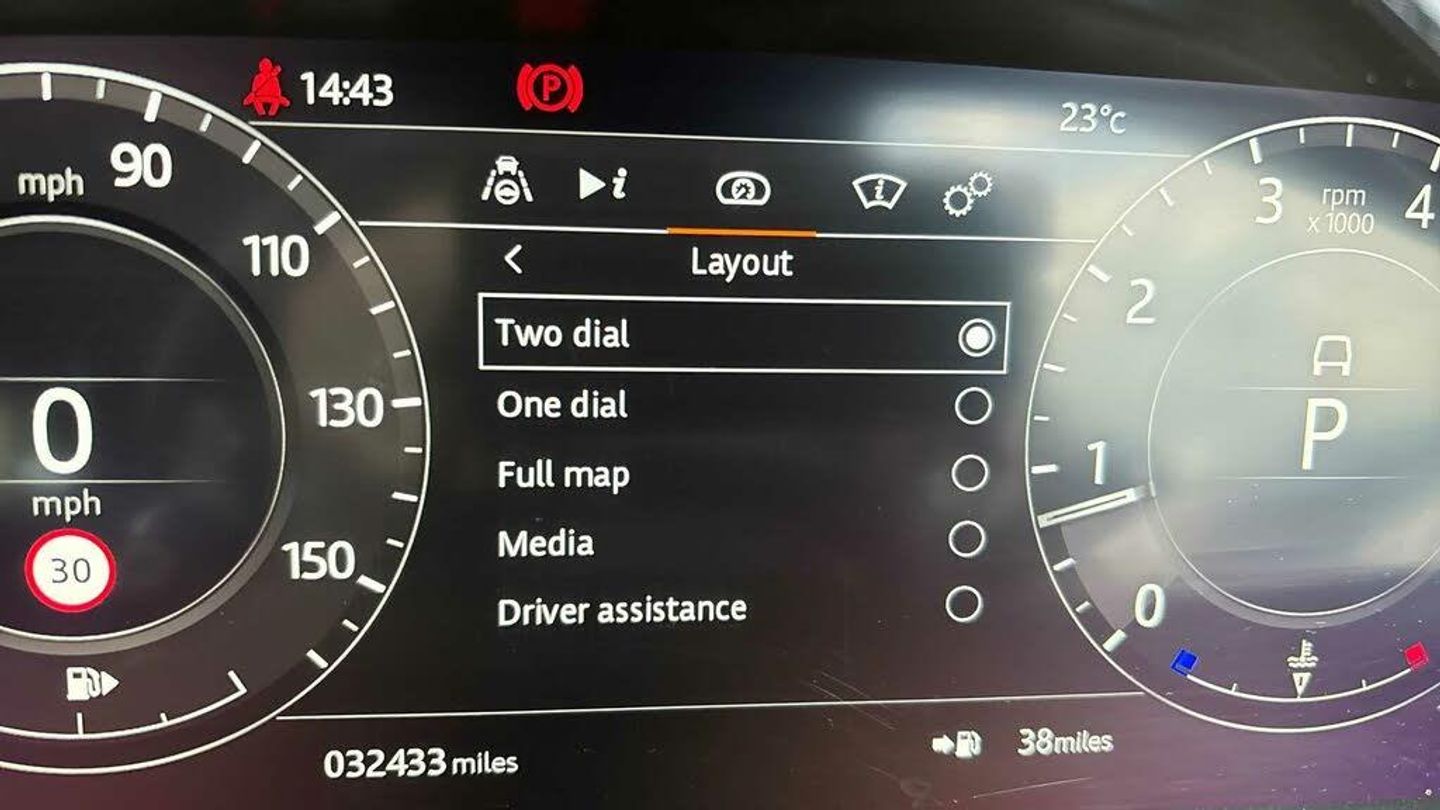 14:43
P
23°C
mph
90
110
130
150
0
mph
30
i
i
Layout
Two dial
One dial
Full map
Media
Driver assistance
rpm
x 1000
4
3
2
1
0
A
P
032433 miles
38miles